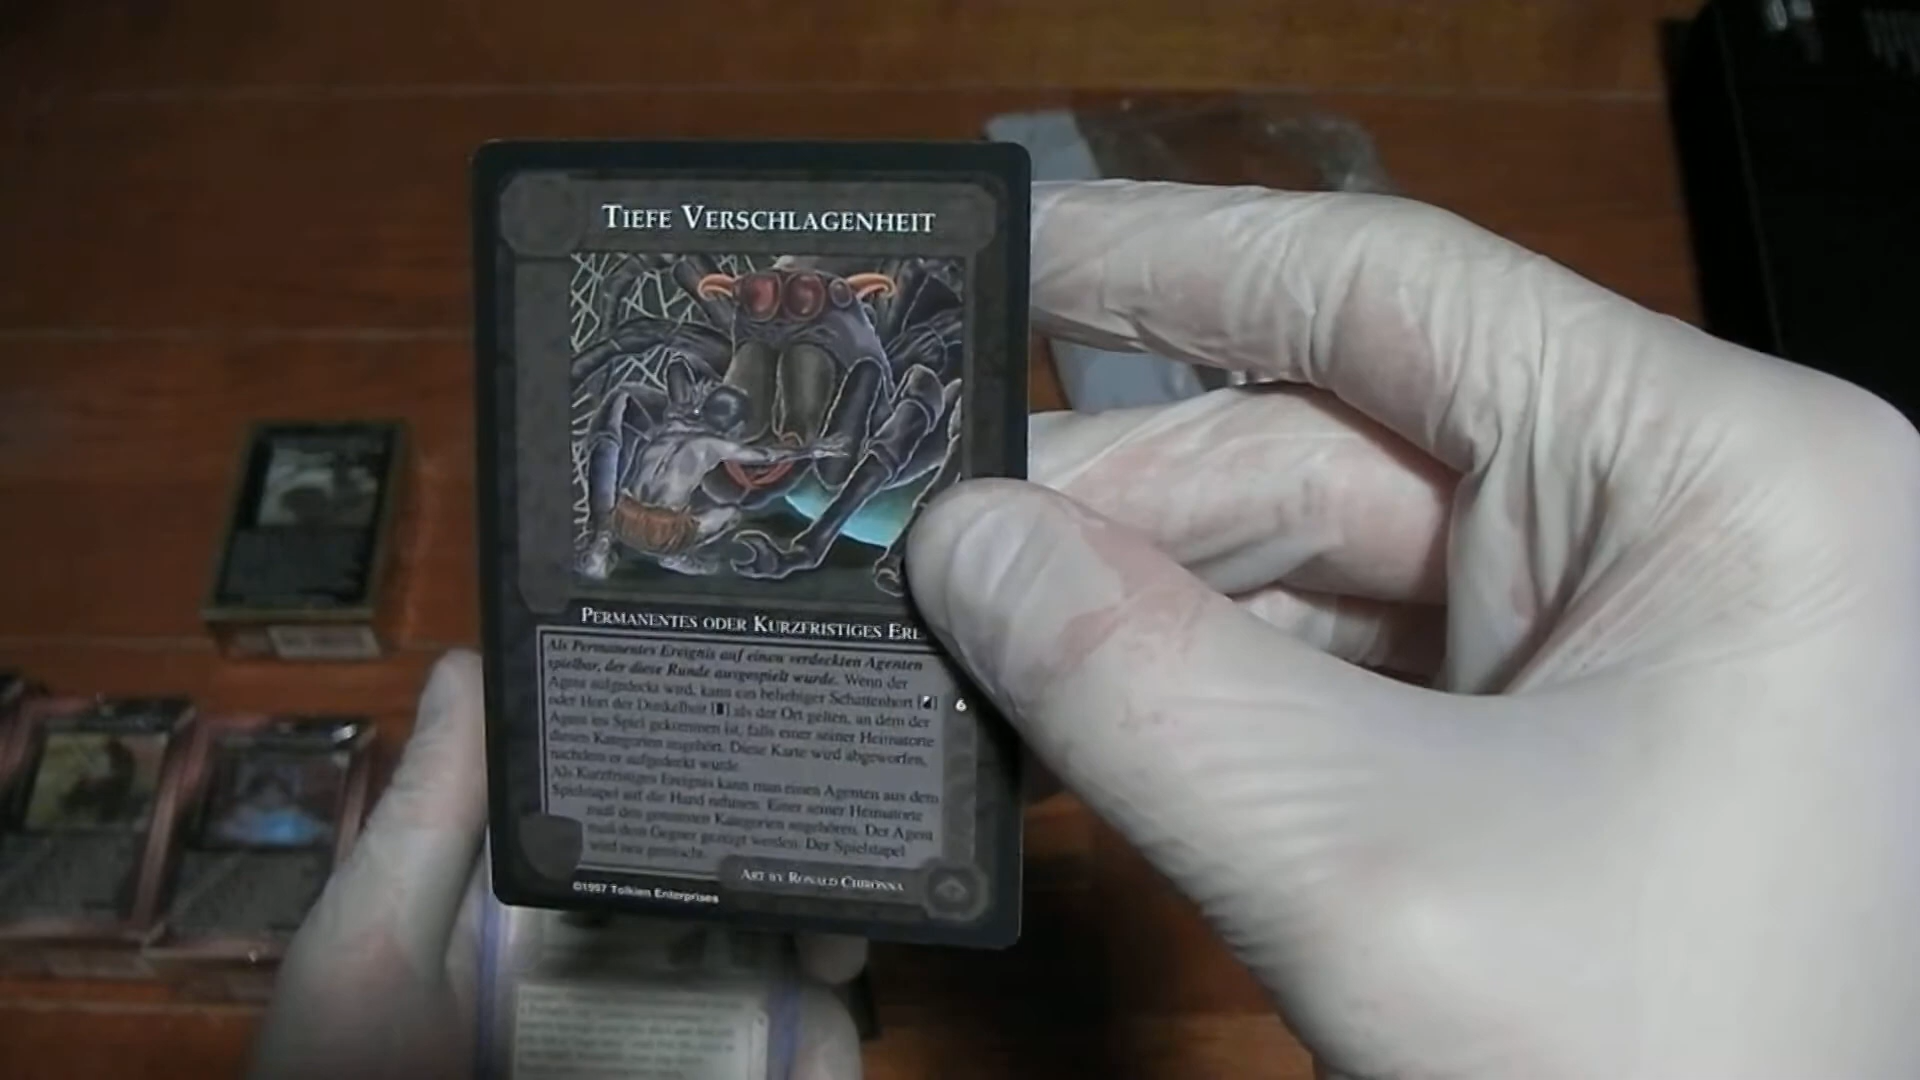 TIEFE VERSCHLAGENHEIT
PERMANENTES ODER KURZFRISTIGES ERE
Als Permanentes Ereignis auf einen verdeckten Agenten
spielbar, der diese Runde ausgespielt wurde. Wenn der
Agent aufgedeckt wird, kann ein beliebiger Schattenhort [ ]
oder Hort der Dunkelheit [ ] als der Ort gelten, an dem der
Agent ins Spiel gekommen ist, falls einer seiner Heimatorte
diesen Kategorien angehört. Diese Karte wird abgeworfen,
nachdem er aufgedeckt wurde.
6
Als Kurzfristiges Ereignis kann man einen Agenten aus dem
Spielstapel auf die Hand nehmen. Einer seiner Heimatorte
muß den genannten Kategorien angehören. Der Agent
muß dem Gegner gezeigt werden. Der Spielstapel
wird neu gemischt.
ART BY RONALD CHIRONNA
©1997 Tolkien Enterprises